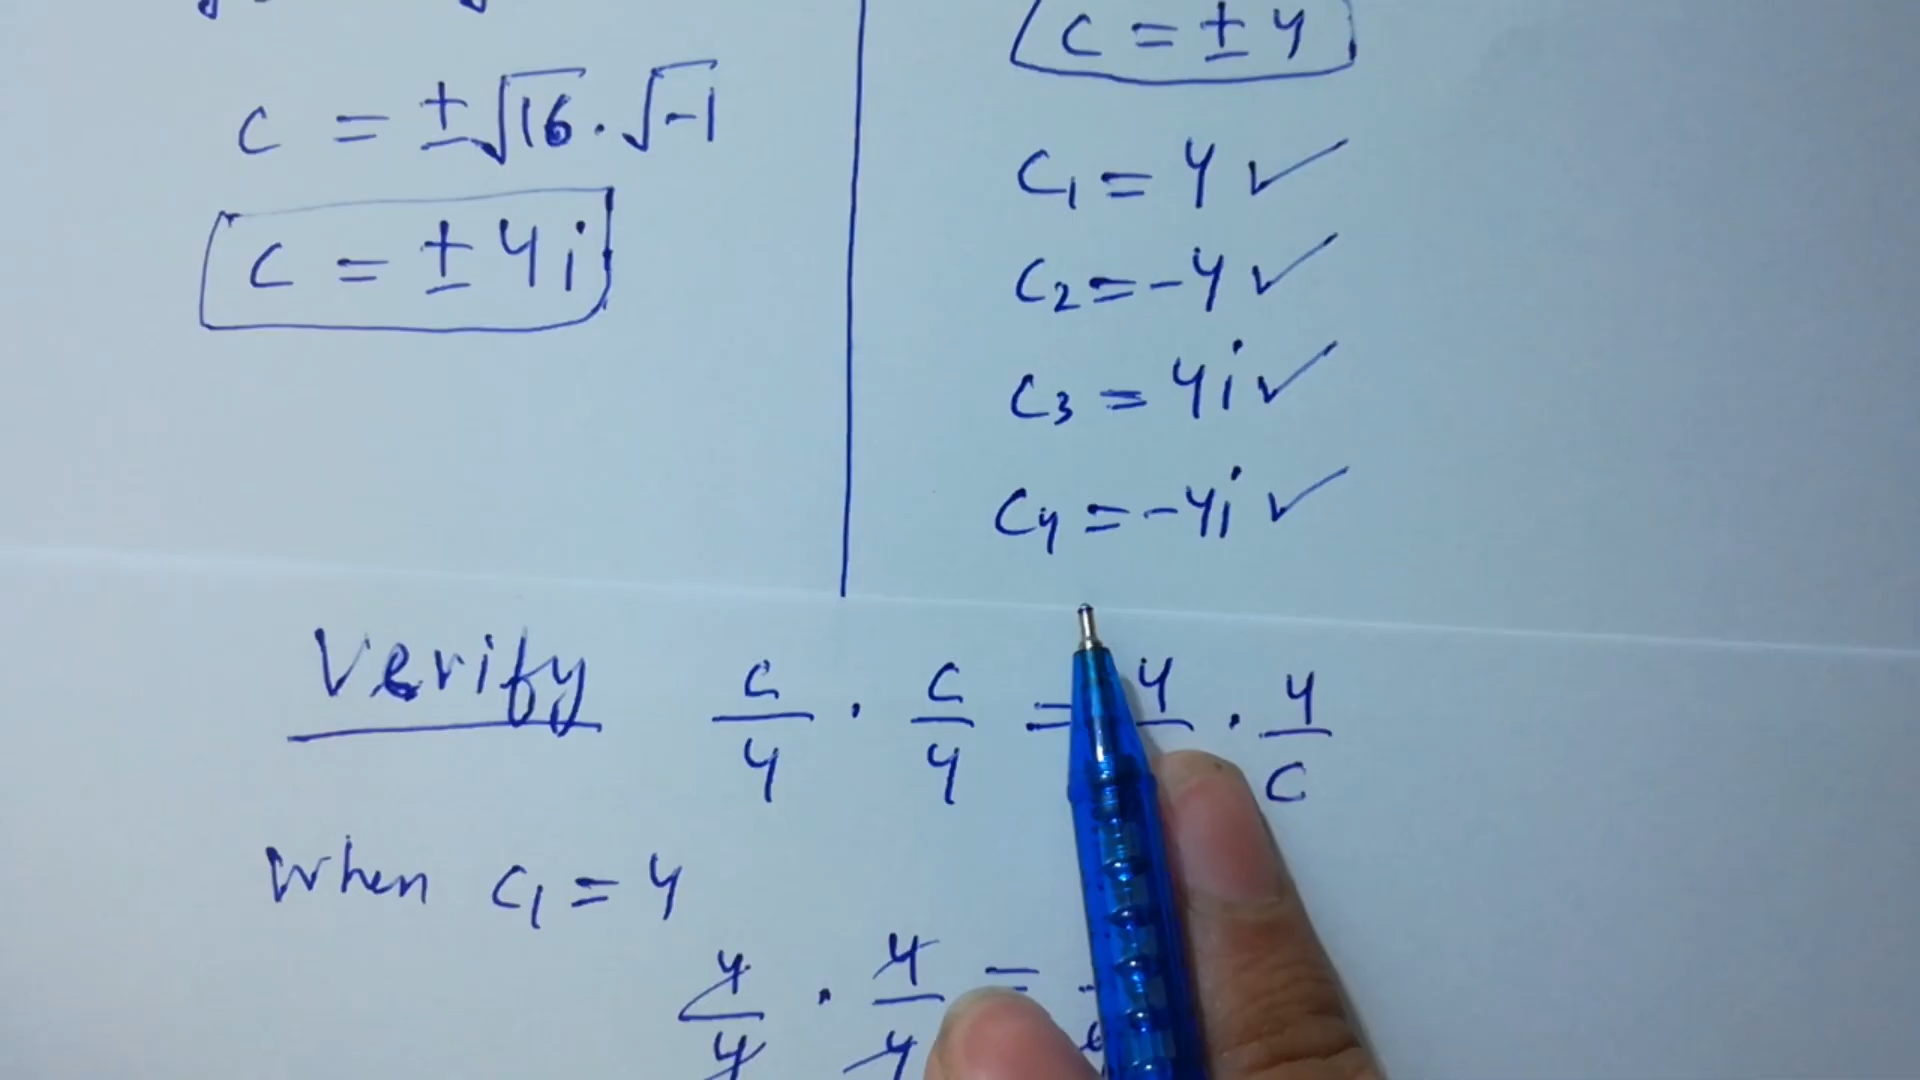 c = ±√16 · √-1
c = ±4i
c = ±4
c₁ = 4 ✓
c₂ = -4 ✓
c₃ = 4i ✓
c₄ = -4i ✓
Verify c/4 · c/4 = 4 · 4/c
When c₁ = 4
4/4 · 4/4 =